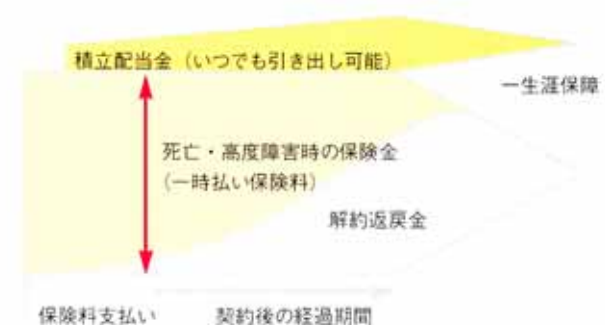 積立配当金（いつでも引き出し可能）
一生涯保障
死亡・高度障害時の保険金
（一時払い保険料）
解約返戻金
保険料支払い
契約後の経過期間